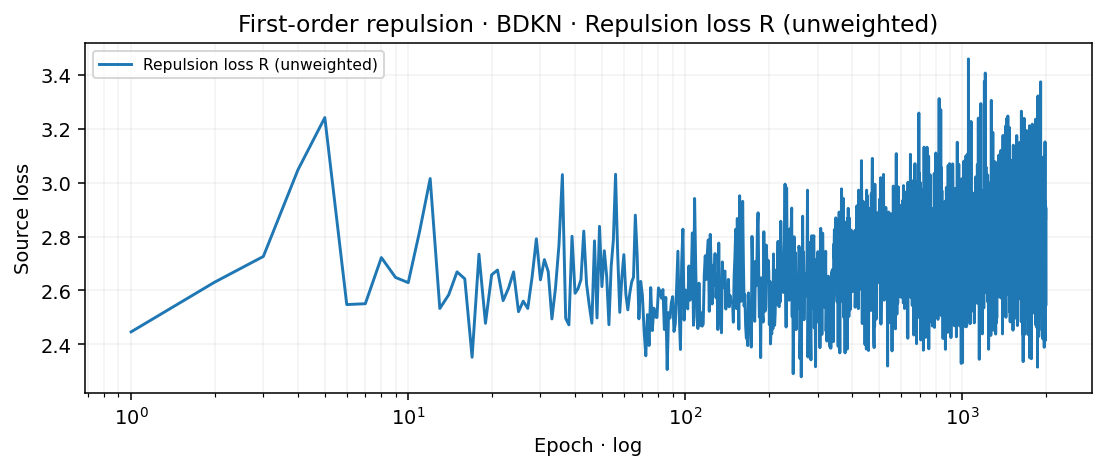 First-order repulsion · BDKN · Repulsion loss R (unweighted)
Repulsion loss R (unweighted)
Source loss
3.4
3.2
3.0
2.8
2.6
2.4
10⁰
10¹
10²
10³
Epoch · log